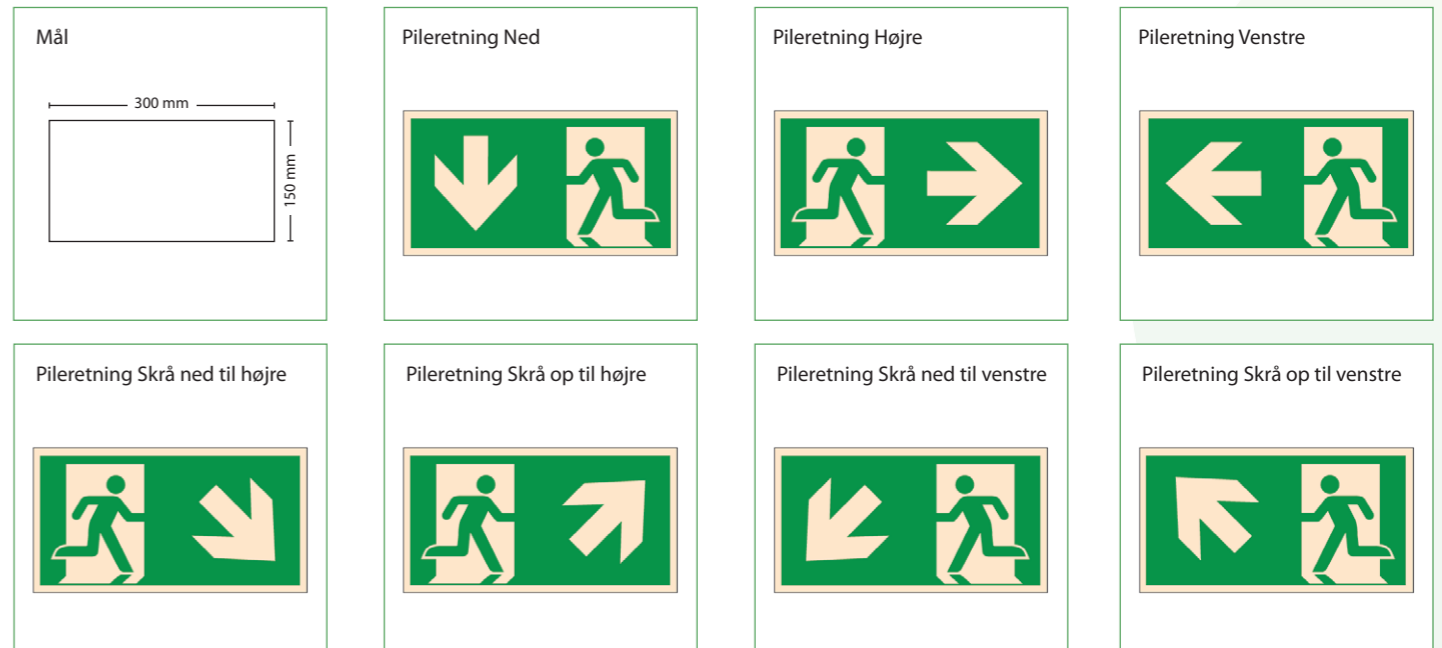 Mål
300 mm
150 mm
Pileretning Ned
Pileretning Højre
Pileretning Venstre
Pileretning Skrå ned til højre
Pileretning Skrå op til højre
Pileretning Skrå ned til venstre
Pileretning Skrå op til venstre